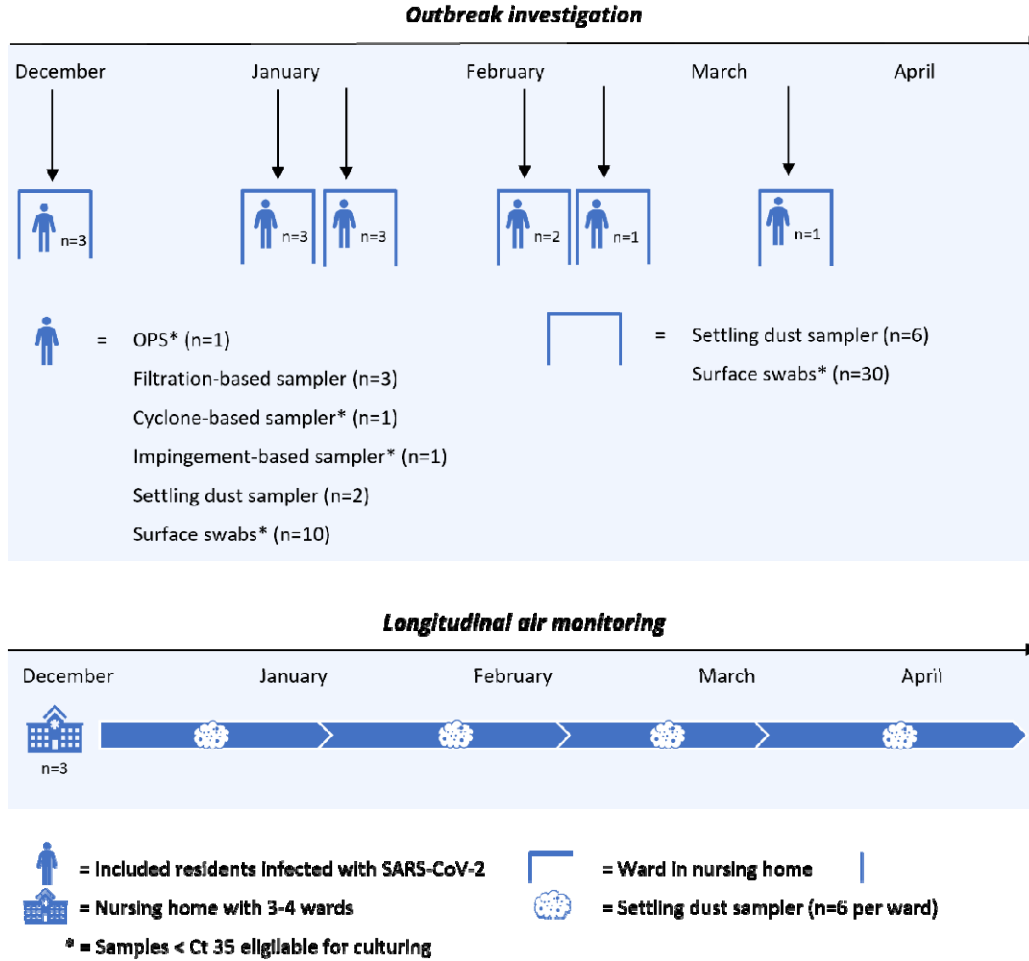 Outbreak investigation
December January February March April
n=3 n=3 n=3 n=2 n=1 n=1
= OPS* (n=1)
Filtration-based sampler (n=3)
Cyclone-based sampler* (n=1)
Impingement-based sampler* (n=1)
Settling dust sampler (n=2)
Surface swabs* (n=10)
= Settling dust sampler (n=6)
Surface swabs* (n=30)
Longitudinal air monitoring
December January February March April
n=3
= Included residents infected with SARS-CoV-2
= Ward in nursing home
= Nursing home with 3-4 wards
= Settling dust sampler (n=6 per ward)
* = Samples < Ct 35 eligilable for culturing